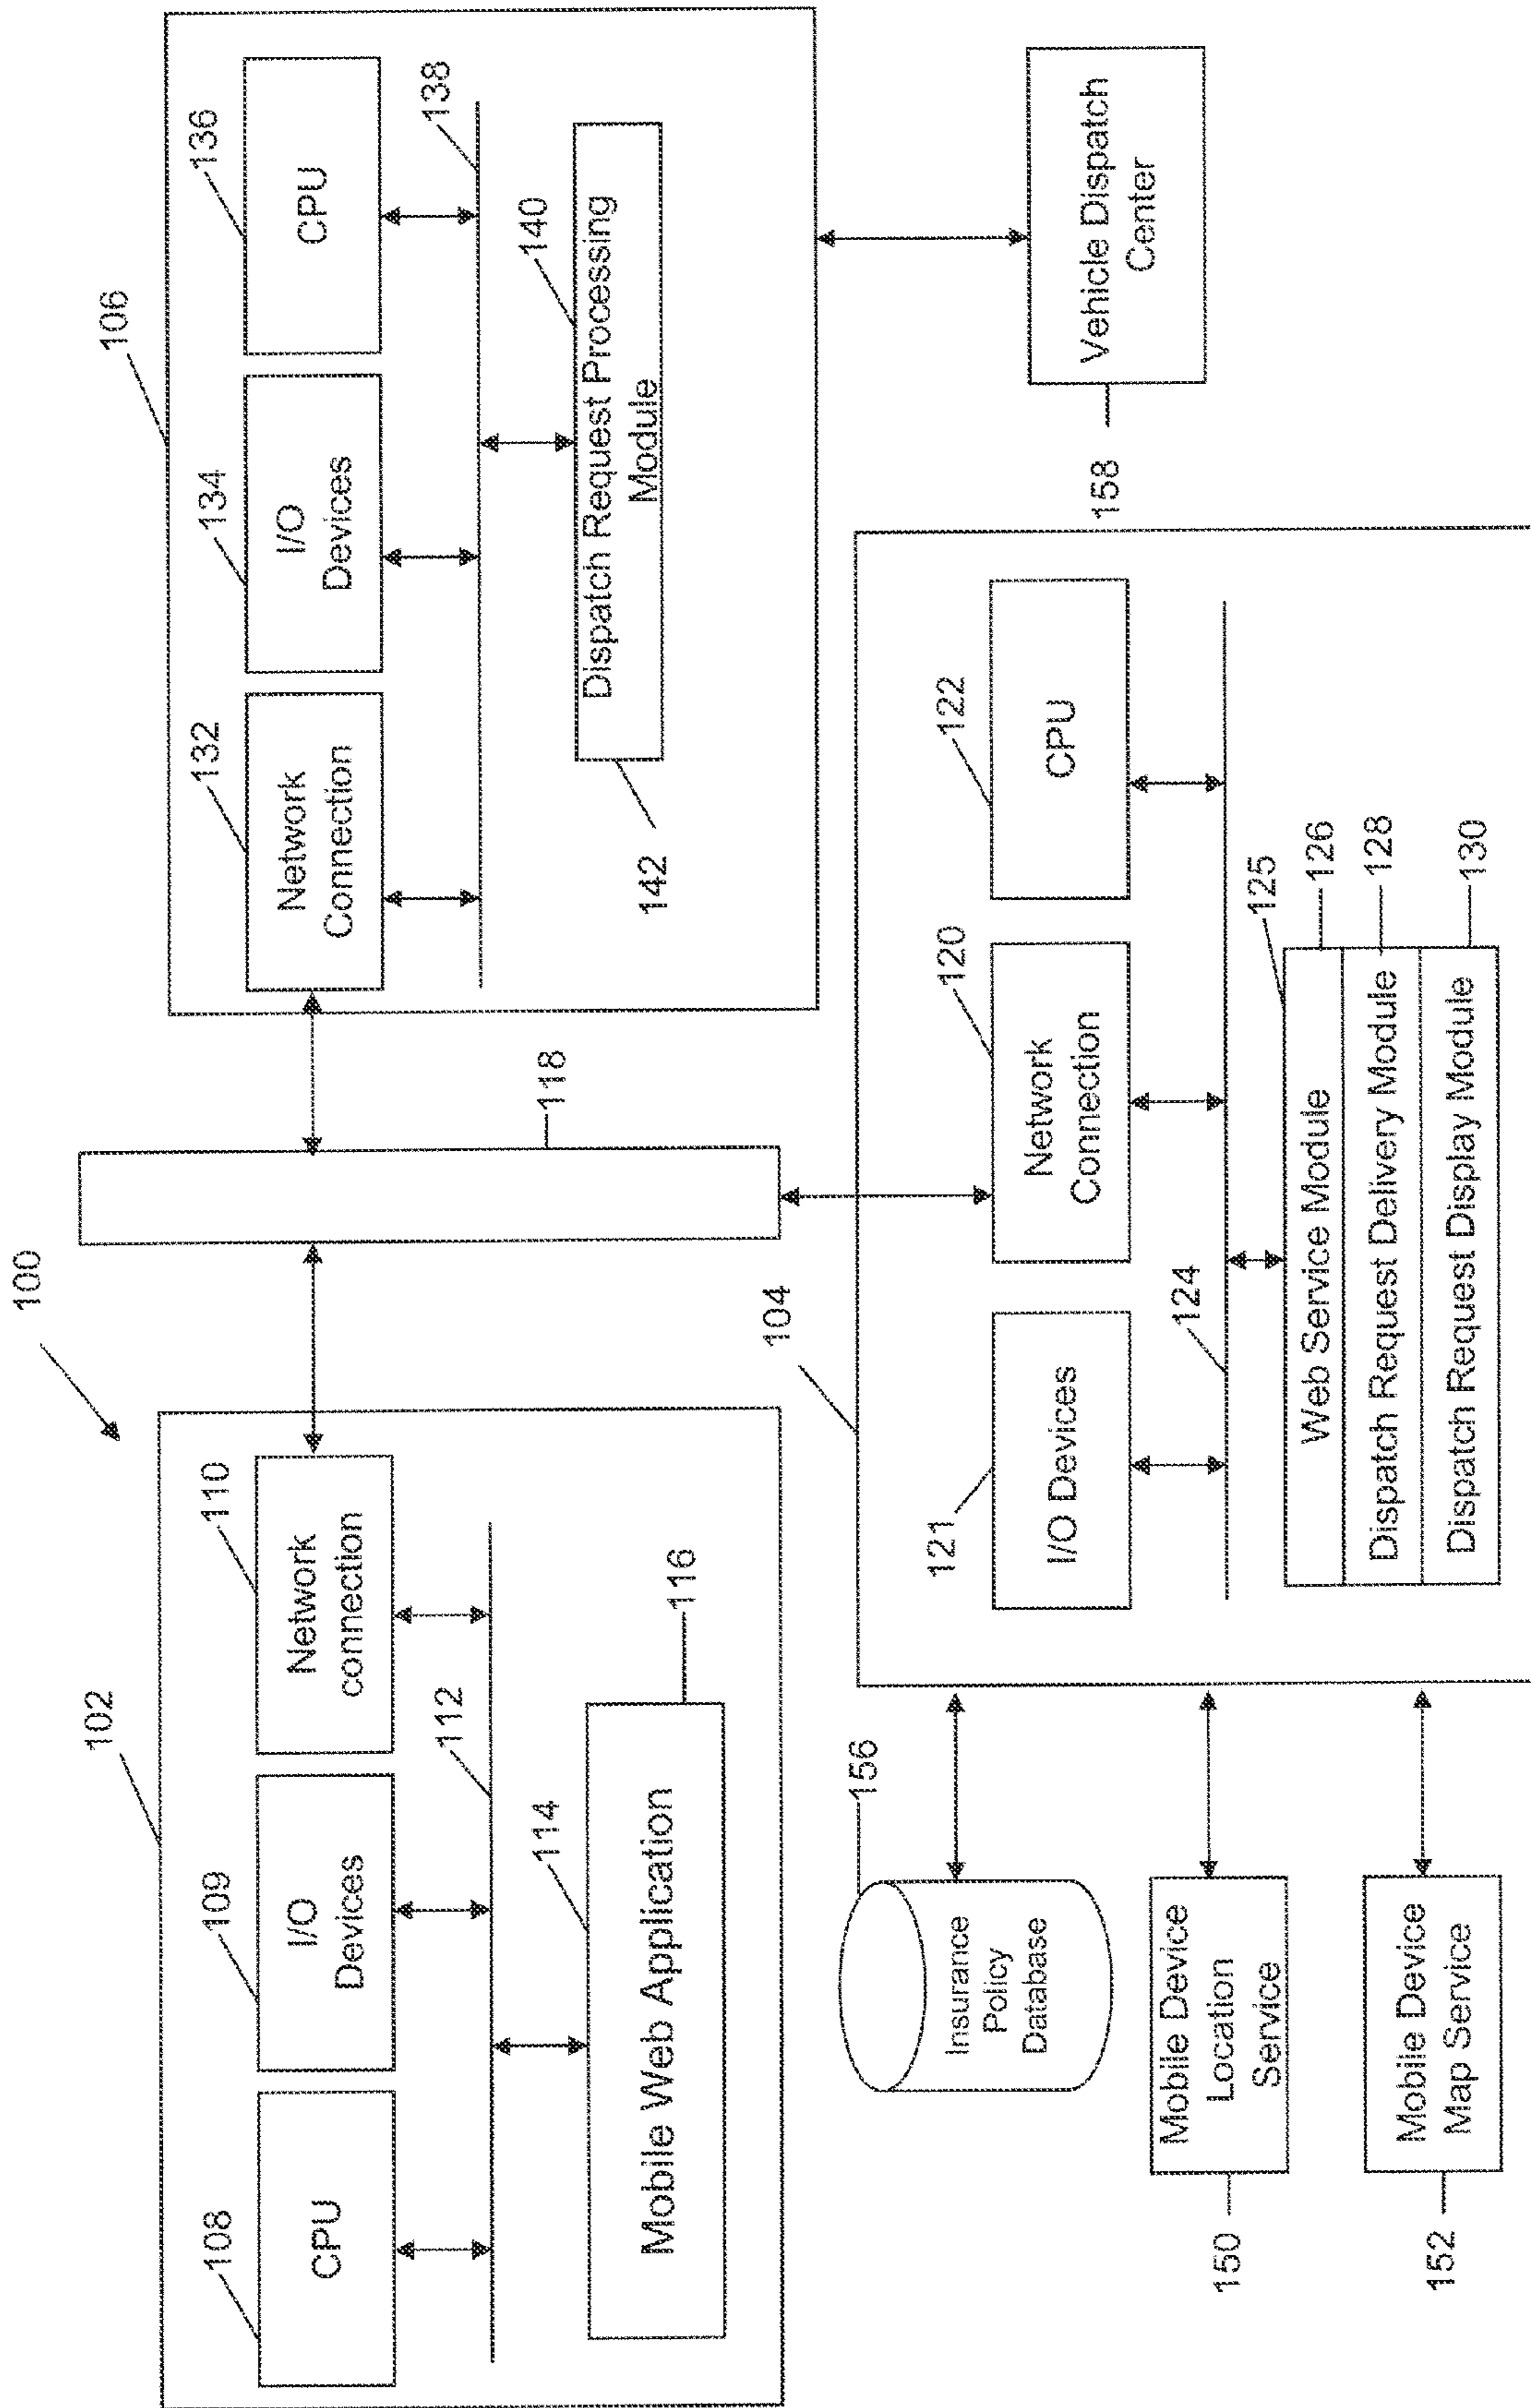 100
102
108
CPU
109
I/O
Devices
110
Network
connection
112
114
Mobile Web Application
116
118
106
132
Network
Connection
134
I/O
Devices
136
CPU
138
140
Dispatch Request Processing
Module
142
156
Insurance
Policy
Database
Mobile Device
Location
Service
150
Mobile Device
Map Service
152
104
121
I/O Devices
120
Network
Connection
122
CPU
124
125
Web Service Module
126
Dispatch Request Delivery Module
128
Dispatch Request Display Module
130
Vehicle Dispatch
Center
158